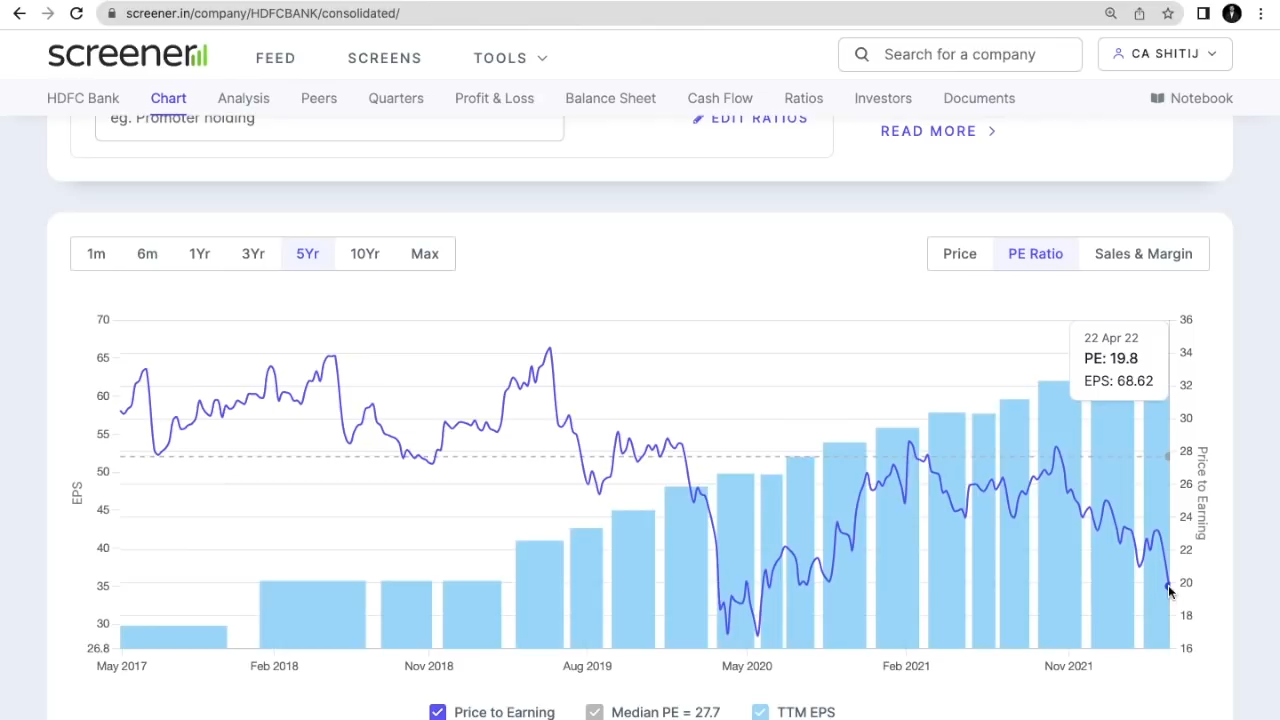 screener.in/company/HDFCBANK/consolidated/
screener
FEED
SCREENS
TOOLS
Search for a company
CA SHITIJ
HDFC Bank
Chart
Analysis
Peers
Quarters
Profit & Loss
Balance Sheet
Cash Flow
Ratios
Investors
Documents
Notebook
eg. Promoter holding
EDIT RATIOS
READ MORE
1m
6m
1Yr
3Yr
5Yr
10Yr
Max
Price
PE Ratio
Sales & Margin
70
65
60
55
50
45
40
35
30
26.8
EPS
36
34
32
30
28
26
24
22
20
18
16
Price to Earning
22 Apr 22
PE: 19.8
EPS: 68.62
May 2017
Feb 2018
Nov 2018
Aug 2019
May 2020
Feb 2021
Nov 2021
Price to Earning
Median PE = 27.7
TTM EPS